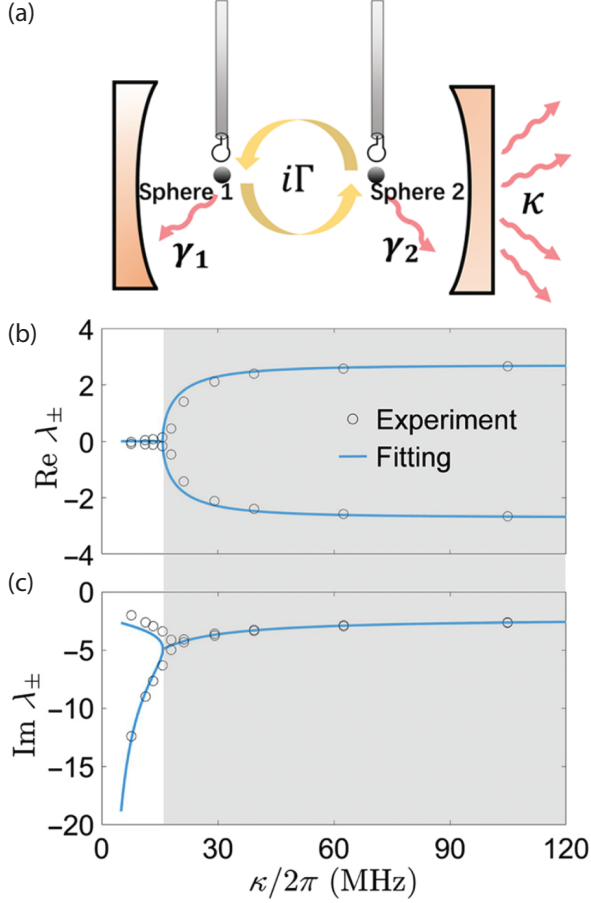 (a)
Sphere 1
iΓ
Sphere 2
κ
γ₁
γ₂
(b)
4
2
0
−2
−4
Re λ±
Experiment
Fitting
(c)
0
−5
−10
−15
−20
Im λ±
0 30 60 90 120
κ/2π (MHz)